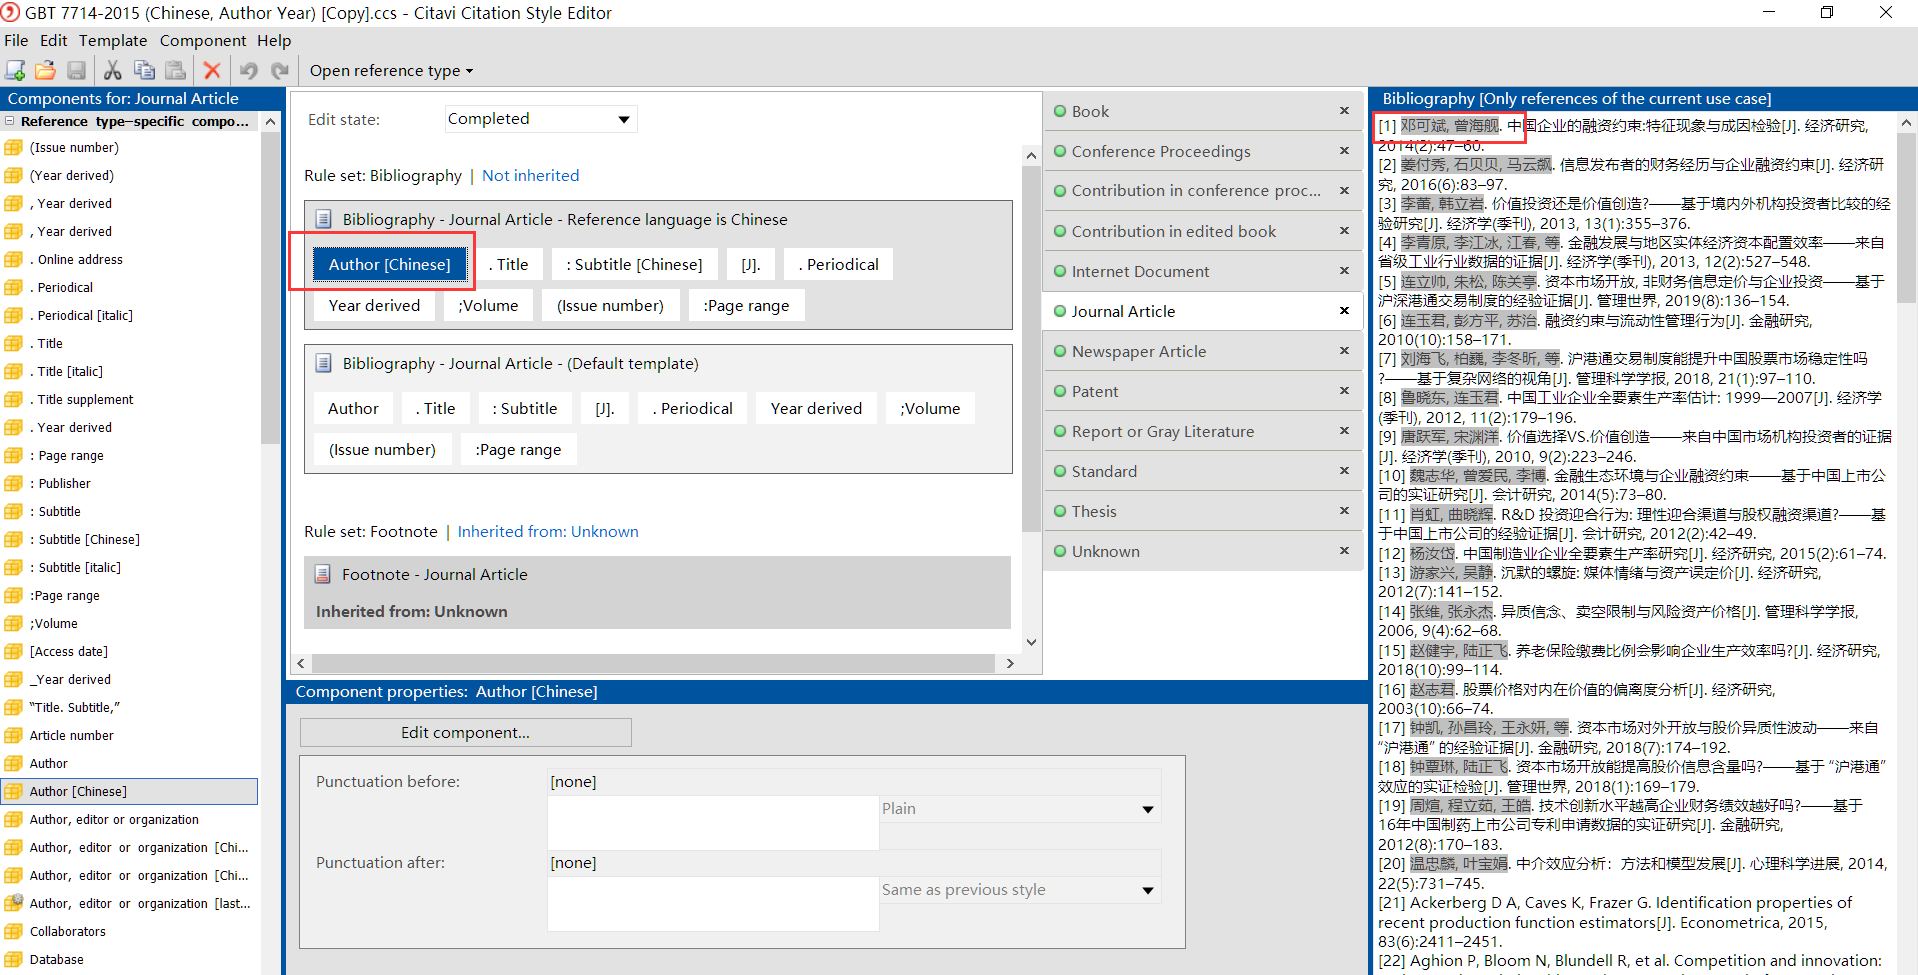 GBT 7714-2015 (Chinese, Author Year) [Copy].ccs - Citavi Citation Style Editor
File Edit Template Component Help
Open reference type
Components for: Journal Article
Reference type-specific compo...
(Issue number)
(Year derived)
, Year derived
, Year derived
. Online address
. Periodical
. Periodical [italic]
. Title
. Title [italic]
. Title supplement
. Year derived
: Page range
: Publisher
: Subtitle
: Subtitle [Chinese]
: Subtitle [italic]
:Page range
;Volume
[Access date]
_Year derived
“Title. Subtitle,”
Article number
Author
Author [Chinese]
Author, editor or organization
Author, editor or organization [Chi...
Author, editor or organization [Chi...
Author, editor or organization [last...
Collaborators
Database
Edit state:
Completed
Rule set: Bibliography | Not inherited
Bibliography - Journal Article - Reference language is Chinese
Author [Chinese] . Title : Subtitle [Chinese] [J]. . Periodical
Year derived ;Volume (Issue number) :Page range
Bibliography - Journal Article - (Default template)
Author . Title : Subtitle [J]. . Periodical Year derived ;Volume
(Issue number) :Page range
Rule set: Footnote | Inherited from: Unknown
Footnote - Journal Article
Inherited from: Unknown
Book
Conference Proceedings
Contribution in conference proc...
Contribution in edited book
Internet Document
Journal Article
Newspaper Article
Patent
Report or Gray Literature
Standard
Thesis
Unknown
Component properties: Author [Chinese]
Edit component...
Punctuation before:
[none]
Plain
Punctuation after:
[none]
Same as previous style
Bibliography [Only references of the current use case]
[1] 邓可斌, 曾海舰. 中国企业的融资约束:特征现象与成因检验[J]. 经济研究,
2014(2):47–60.
[2] 姜付秀, 石贝贝, 马云飙. 信息发布者的财务经历与企业融资约束[J]. 经济研
究, 2016(6):83–97.
[3] 李蕾, 韩立岩. 价值投资还是价值创造?——基于境内外机构投资者比较的经
验研究[J]. 经济学(季刊), 2013, 13(1):355–376.
[4] 李青原, 李江冰, 江春, 等. 金融发展与地区实体经济资本配置效率——来自
省级工业行业数据的证据[J]. 经济学(季刊), 2013, 12(2):527–548.
[5] 连立帅, 朱松, 陈关亭. 资本市场开放, 非财务信息定价与企业投资——基于
沪深港通交易制度的经验证据[J]. 管理世界, 2019(8):136–154.
[6] 连玉君, 彭方平, 苏治. 融资约束与流动性管理行为[J]. 金融研究,
2010(10):158–171.
[7] 刘海飞, 柏巍, 李冬昕, 等. 沪港通交易制度能提升中国股票市场稳定性吗
?——基于复杂网络的视角[J]. 管理科学学报, 2018, 21(1):97–110.
[8] 鲁晓东, 连玉君. 中国工业企业全要素生产率估计: 1999—2007[J]. 经济学
(季刊), 2012, 11(2):179–196.
[9] 唐跃军, 宋渊洋. 价值选择VS.价值创造——来自中国市场机构投资者的证据
[J]. 经济学(季刊), 2010, 9(2):223–246.
[10] 魏志华, 曾爱民, 李博. 金融生态环境与企业融资约束——基于中国上市公
司的实证研究[J]. 会计研究, 2014(5):73–80.
[11] 肖虹, 曲晓辉. R&D 投资迎合行为: 理性迎合渠道与股权融资渠道?——基
于中国上市公司的经验证据[J]. 会计研究, 2012(2):42–49.
[12] 杨汝岱. 中国制造业企业全要素生产率研究[J]. 经济研究, 2015(2):61–74.
[13] 游家兴, 吴静. 沉默的螺旋: 媒体情绪与资产误定价[J]. 经济研究,
2012(7):141–152.
[14] 张维, 张永杰. 异质信念、卖空限制与风险资产价格[J]. 管理科学学报,
2006, 9(4):62–68.
[15] 赵健宇, 陆正飞. 养老保险缴费比例会影响企业生产效率吗?[J]. 经济研究,
2018(10):99–114.
[16] 赵志君. 股票价格对内在价值的偏离度分析[J]. 经济研究,
2003(10):66–74.
[17] 钟凯, 孙昌玲, 王永妍, 等. 资本市场对外开放与股价异质性波动——来自
“沪港通” 的经验证据[J]. 金融研究, 2018(7):174–192.
[18] 钟覃琳, 陆正飞. 资本市场开放能提高股价信息含量吗?——基于 “沪港通”
效应的实证检验[J]. 管理世界, 2018(1):169–179.
[19] 周煊, 程立茹, 王皓. 技术创新水平越高企业财务绩效越好吗?——基于
16年中国制药上市公司专利申请数据的实证研究[J]. 金融研究,
2012(8):170–183.
[20] 温忠麟, 叶宝娟. 中介效应分析：方法和模型发展[J]. 心理科学进展, 2014,
22(5):731–745.
[21] Ackerberg D A, Caves K, Frazer G. Identification properties of
recent production function estimators[J]. Econometrica, 2015,
83(6):2411–2451.
[22] Aghion P, Bloom N, Blundell R, et al. Competition and innovation: